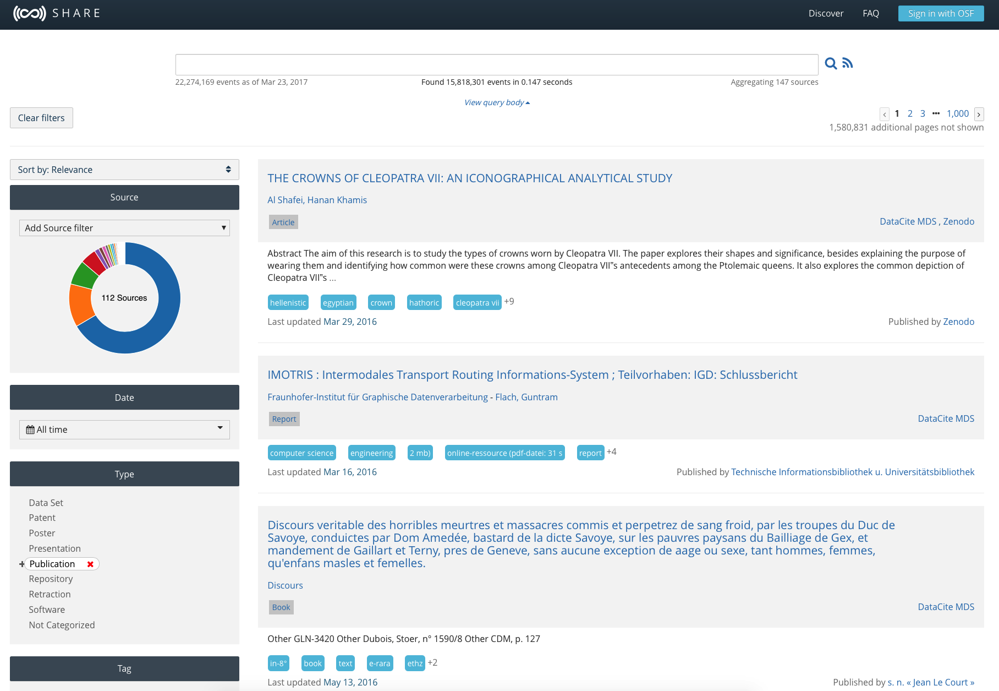 SHARE
Discover FAQ Sign in with OSF
22,274,169 events as of Mar 23, 2017 Found 15,818,301 events in 0.147 seconds Aggregating 147 sources
View query body
Clear filters
‹ 1 2 3 ··· 1,000 ›
1,580,831 additional pages not shown
Sort by: Relevance
Source
Add Source filter
112 Sources
Date
All time
Type
Data Set
Patent
Poster
Presentation
Publication
Repository
Retraction
Software
Not Categorized
Tag
THE CROWNS OF CLEOPATRA VII: AN ICONOGRAPHICAL ANALYTICAL STUDY
Al Shafei, Hanan Khamis
Article DataCite MDS , Zenodo
Abstract The aim of this research is to study the types of crowns worn by Cleopatra VII. The paper explores their shapes and significance, besides explaining the purpose of
wearing them and identifying how common were these crowns among Cleopatra VII‟s antecedents among the Ptolemaic queens. It also explores the common depiction of
Cleopatra VII‟s ...
hellenistic egyptian crown hathoric cleopatra vii +9
Last updated Mar 29, 2016 Published by Zenodo
IMOTRIS : Intermodales Transport Routing Informations-System ; Teilvorhaben: IGD: Schlussbericht
Fraunhofer-Institut für Graphische Datenverarbeitung - Flach, Guntram
Report DataCite MDS
computer science engineering 2 mb) online-ressource (pdf-datei: 31 s report +4
Last updated Mar 16, 2016 Published by Technische Informationsbibliothek u. Universitätsbibliothek
Discours veritable des horribles meurtres et massacres commis et perpetrez de sang froid, par les troupes du Duc de
Savoye, conduictes par Dom Amedée, bastard de la dicte Savoye, sur les pauvres paysans du Bailliage de Gex, et
mandement de Gaillart et Terny, pres de Geneve, sans aucune exception de aage ou sexe, tant hommes, femmes,
qu'enfans masles et femelles.
Discours
Book DataCite MDS
Other GLN-3420 Other Dubois, Stoer, n° 1590/8 Other CDM, p. 127
in-8° book text e-rara ethz +2
Last updated May 13, 2016 Published by s. n. « Jean Le Court »